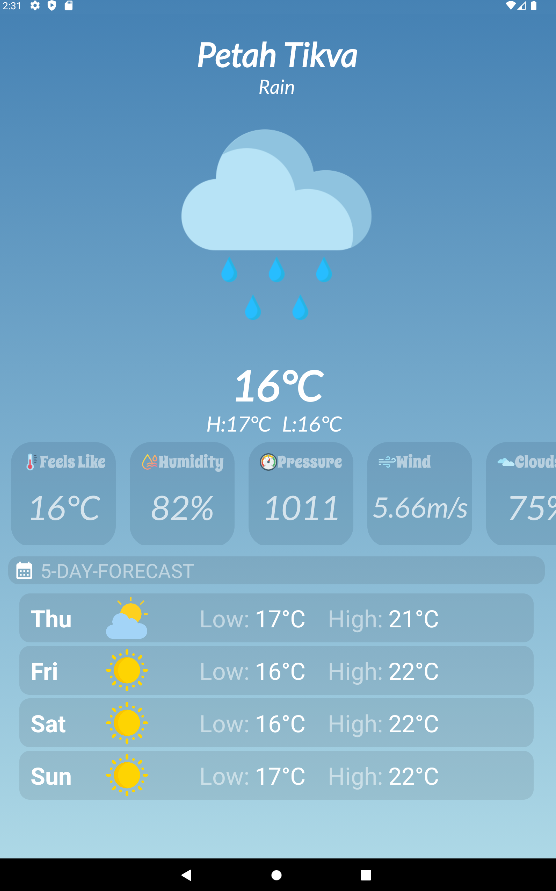 2:31
Petah Tikva
Rain
16°C
H:17°C L:16°C
Feels Like Humidity Pressure Wind Clouds
16°C 82% 1011 5.66m/s 75%
5-DAY-FORECAST
Thu Low: 17°C High: 21°C
Fri Low: 16°C High: 22°C
Sat Low: 16°C High: 22°C
Sun Low: 17°C High: 22°C